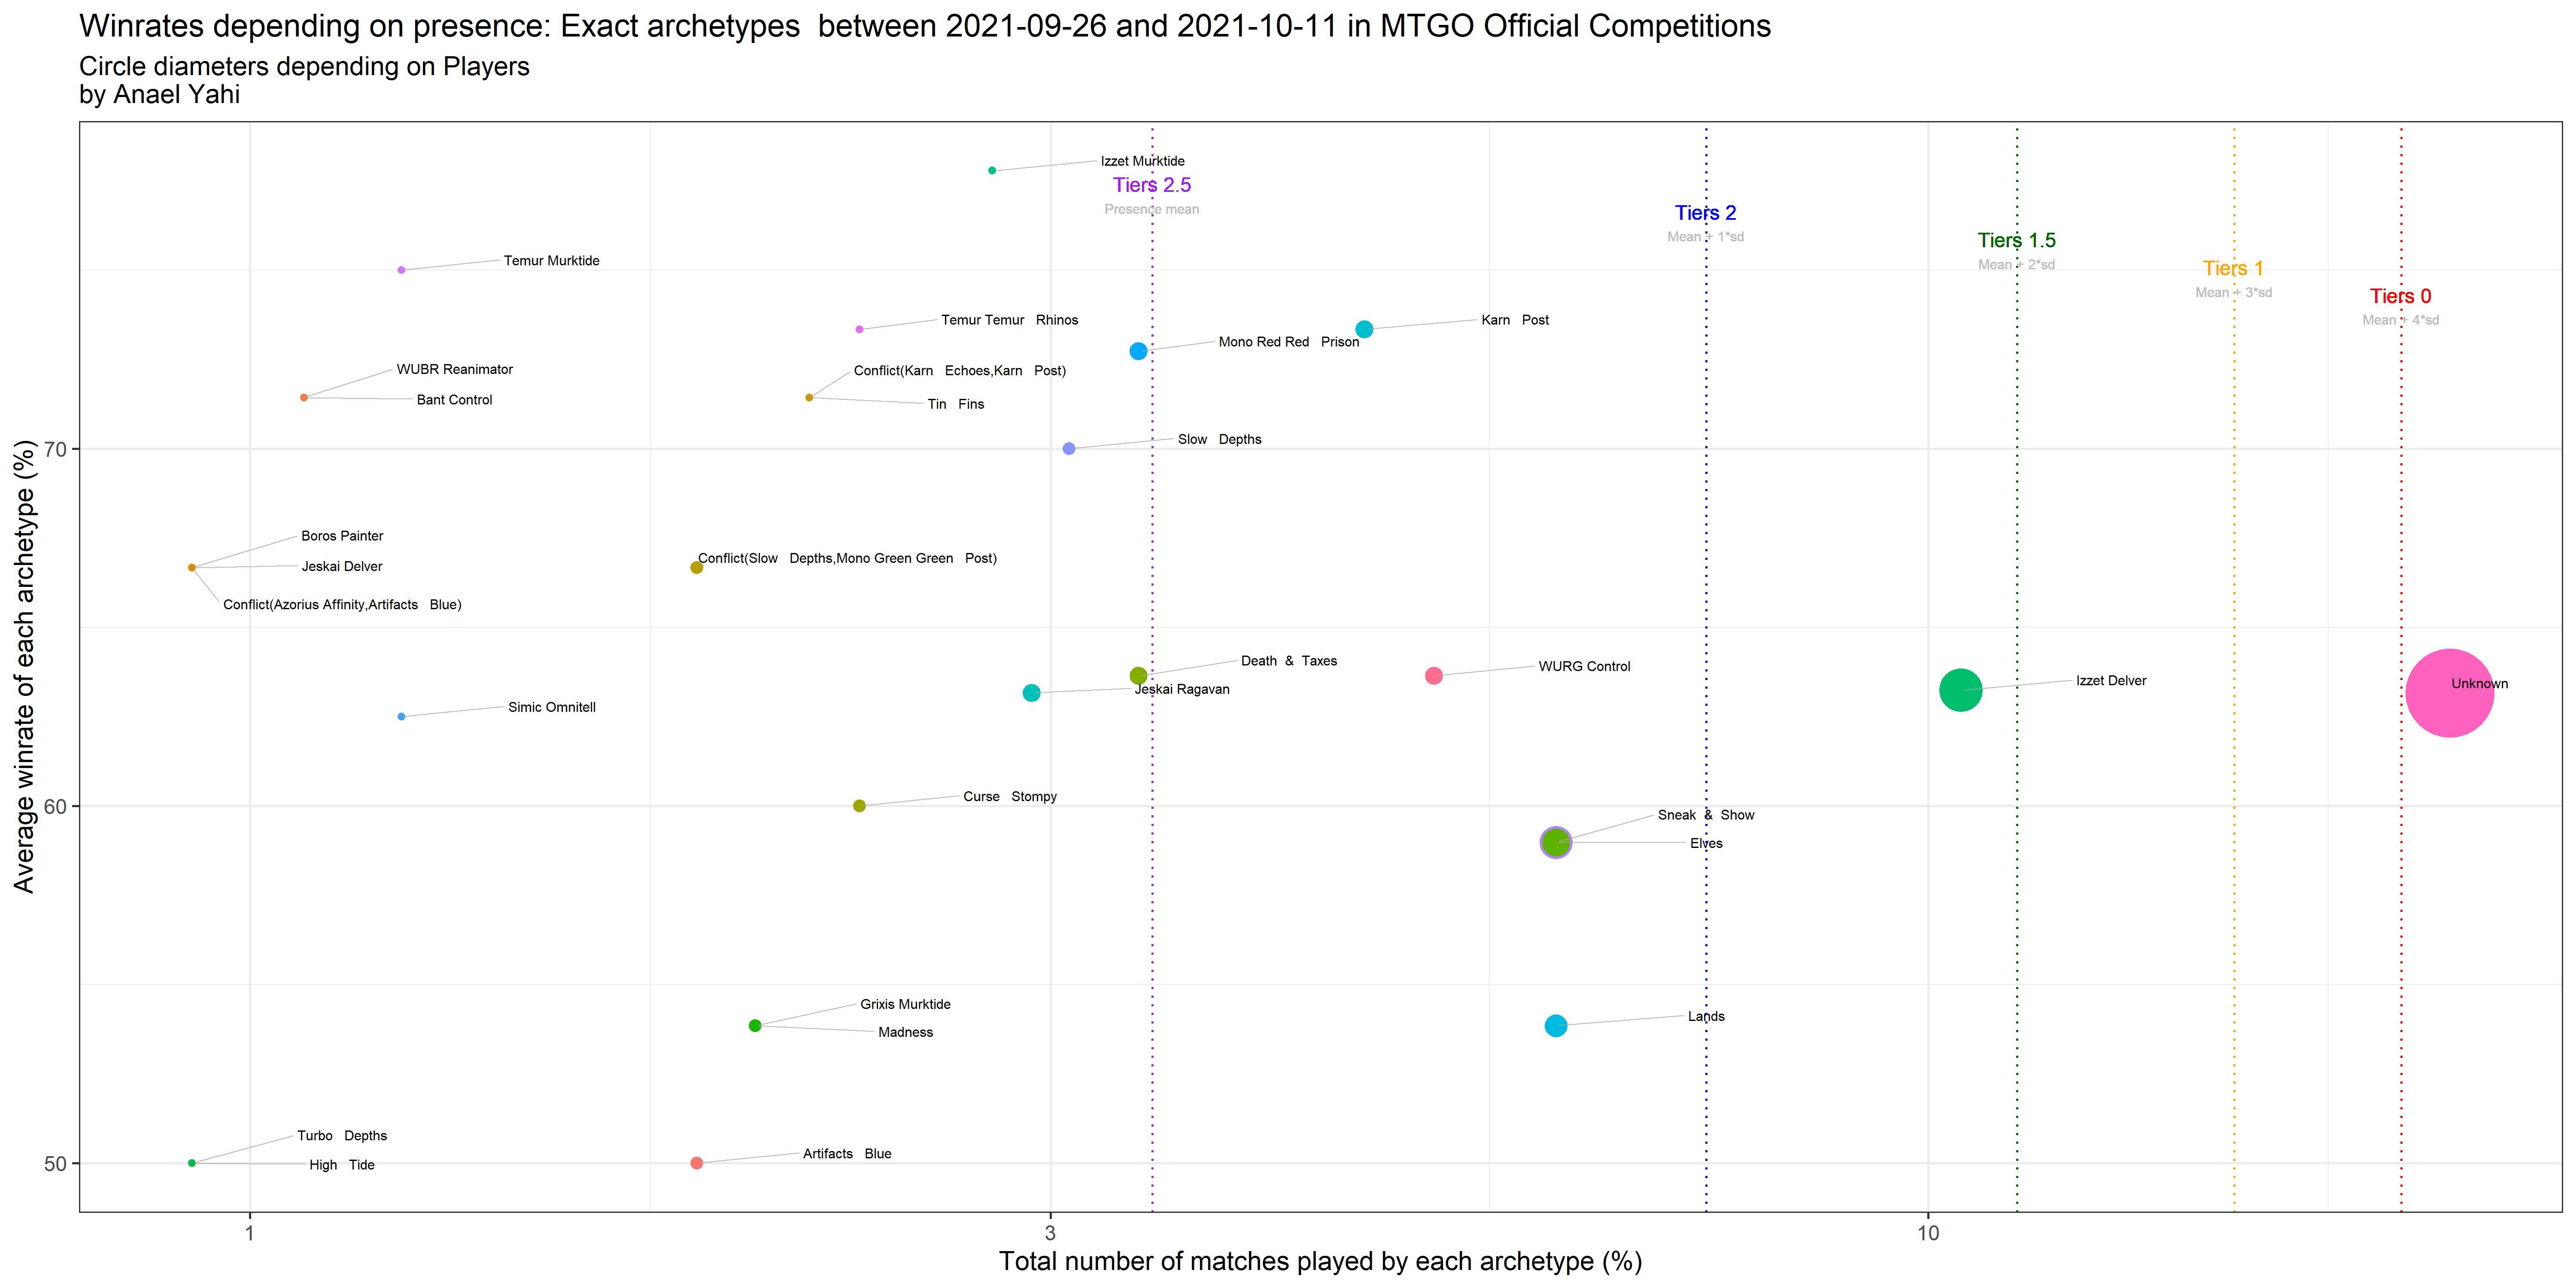 Winrates depending on presence: Exact archetypes  between 2021-09-26 and 2021-10-11 in MTGO Official Competitions
Circle diameters depending on Players
by Anael Yahi
Izzet Murktide
Tiers 2.5
Presence mean
Tiers 2
Mean + 1*sd
Tiers 1.5
Mean + 2*sd
Tiers 1
Mean + 3*sd
Tiers 0
Mean + 4*sd
Temur Murktide
Temur Temur   Rhinos
Karn   Post
Mono Red Red   Prison
WUBR Reanimator
Conflict(Karn   Echoes,Karn   Post)
Bant Control
Tin   Fins
Slow   Depths
70
Boros Painter
Conflict(Slow   Depths,Mono Green Green   Post)
Jeskai Delver
Conflict(Azorius Affinity,Artifacts   Blue)
Death  &  Taxes
WURG Control
Izzet Delver
Unknown
Jeskai Ragavan
Simic Omnitell
Curse   Stompy
60
Sneak  &  Show
Elves
Grixis Murktide
Lands
Madness
Turbo   Depths
Artifacts   Blue
High   Tide
50
Average winrate of each archetype (%)
1
3
10
Total number of matches played by each archetype (%)